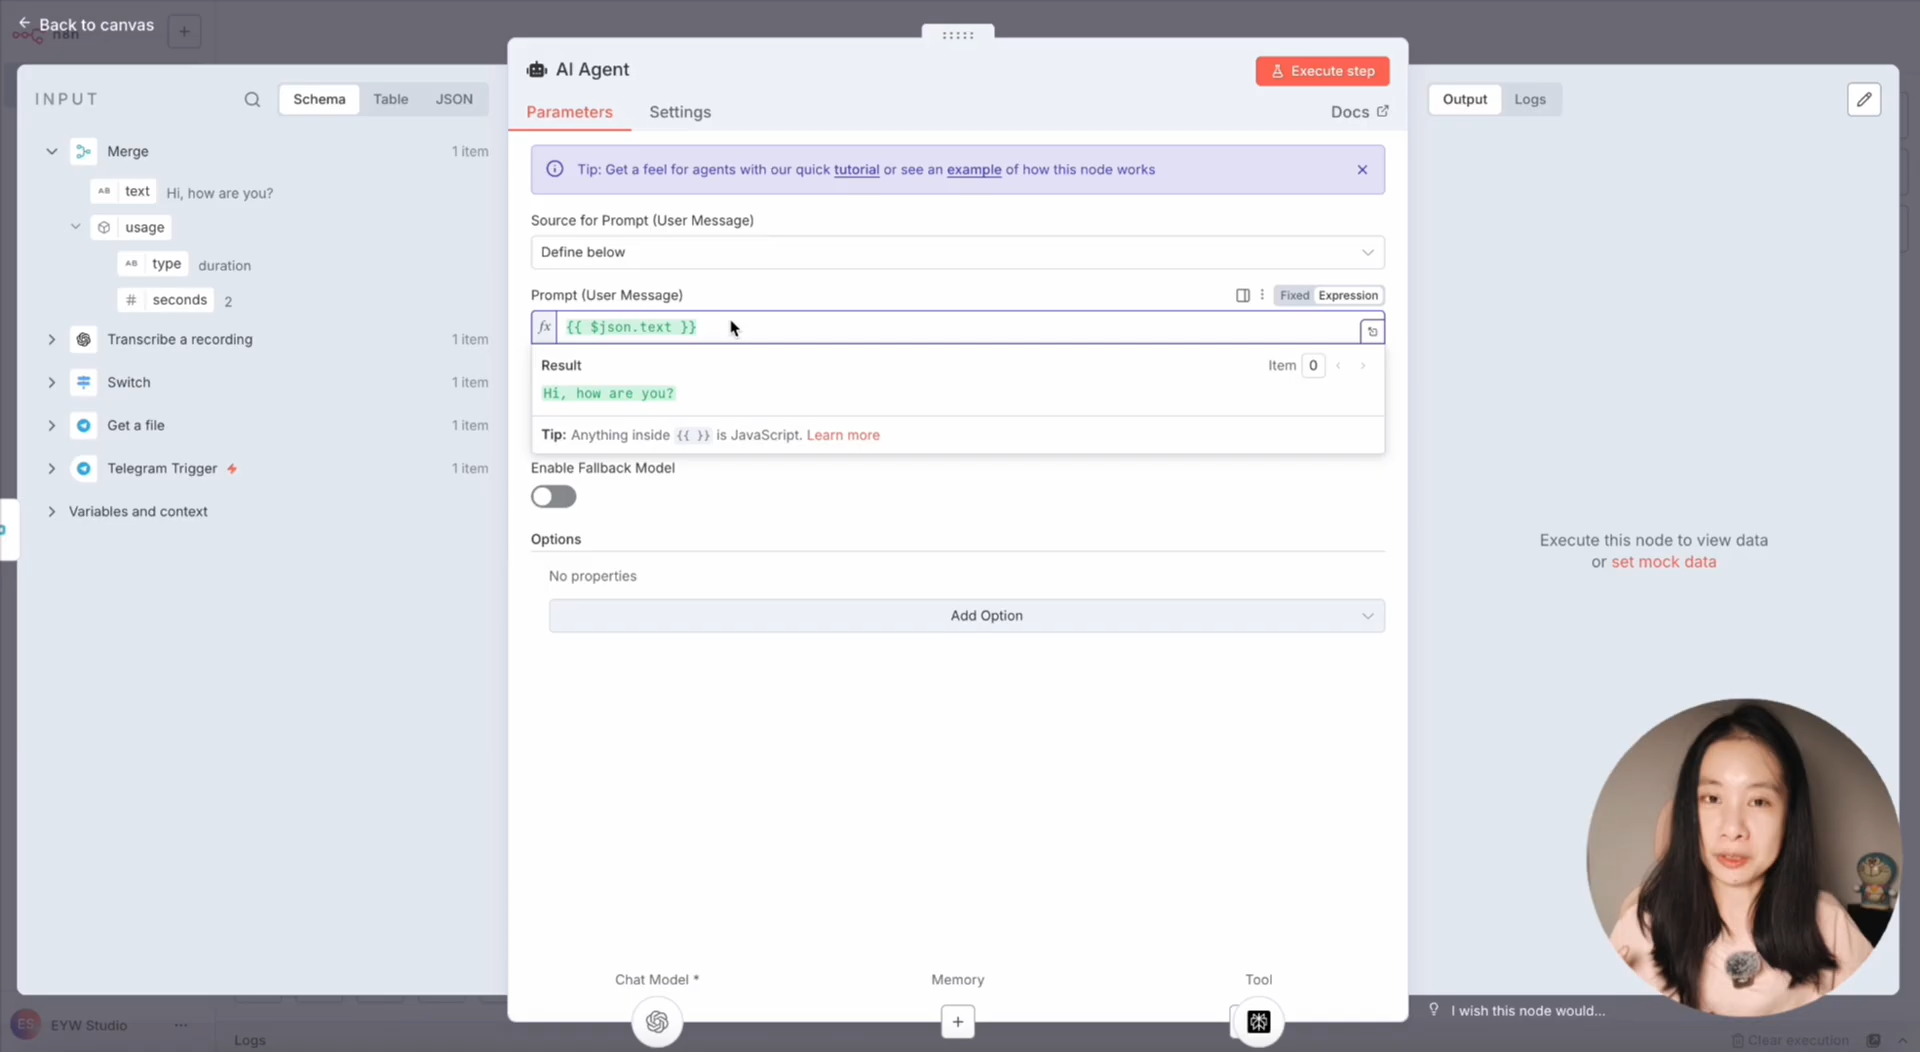 ← Back to canvas
n8n
+
INPUT
Schema
Table
JSON
Merge
1 item
AB text Hi, how are you?
usage
AB type duration
# seconds 2
Transcribe a recording
1 item
Switch
1 item
Get a file
1 item
Telegram Trigger
1 item
Variables and context
AI Agent
Execute step
Parameters
Settings
Docs
Tip: Get a feel for agents with our quick tutorial or see an example of how this node works
Source for Prompt (User Message)
Define below
Prompt (User Message)
Fixed
Expression
fx {{ $json.text }}
Result
Item 0
Hi, how are you?
Tip: Anything inside {{ }} is JavaScript. Learn more
Enable Fallback Model
Options
No properties
Add Option
Chat Model *
Memory
Tool
+
Output
Logs
Execute this node to view data
or set mock data
I wish this node would...
ES EYW Studio
...
Logs
Clear execution